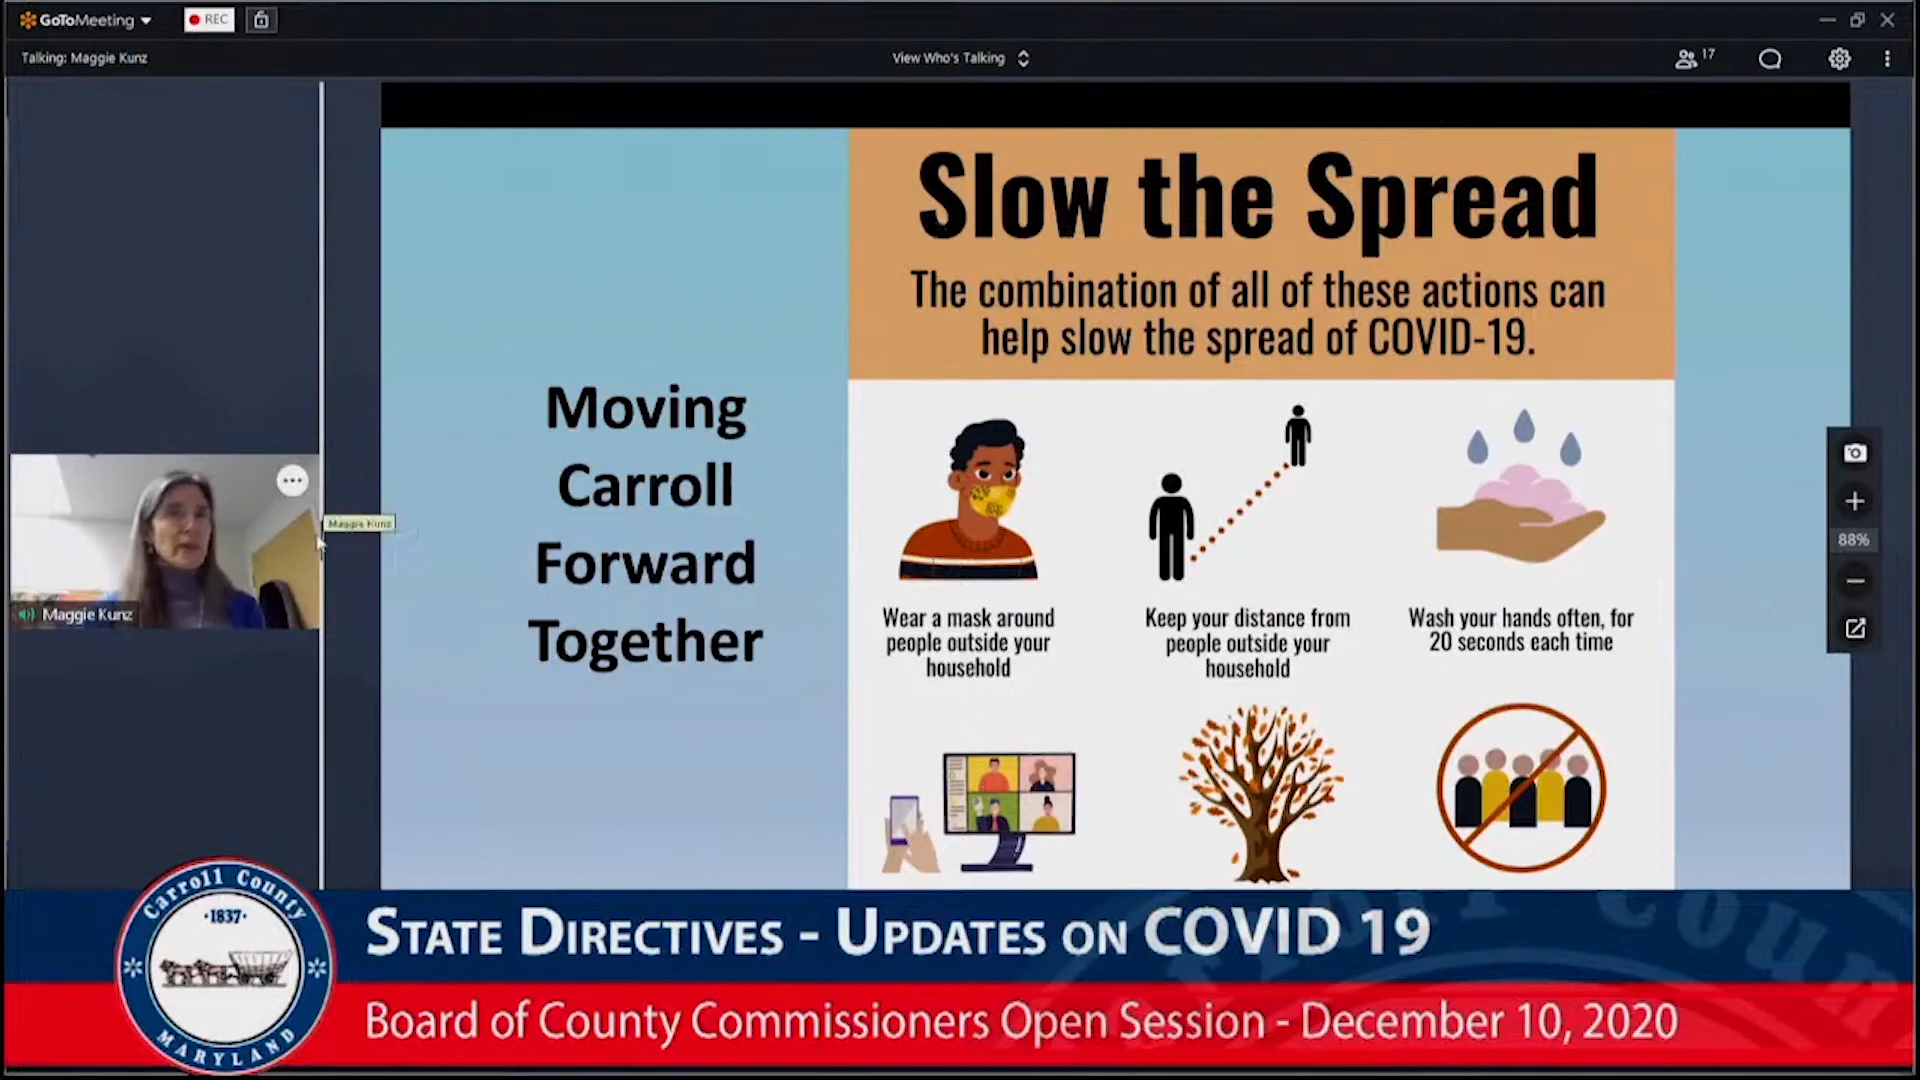 GoToMeeting
REC
Talking: Maggie Kunz
View Who's Talking
17
Slow the Spread
The combination of all of these actions can
help slow the spread of COVID-19.
Moving
Carroll
Forward
Together
Wear a mask around
people outside your
household
Keep your distance from
people outside your
household
Wash your hands often, for
20 seconds each time
Maggie Kunz
Maggie Kunz
88%
Carroll County
·1837·
MARYLAND
STATE DIRECTIVES - UPDATES ON COVID 19
Board of County Commissioners Open Session - December 10, 2020